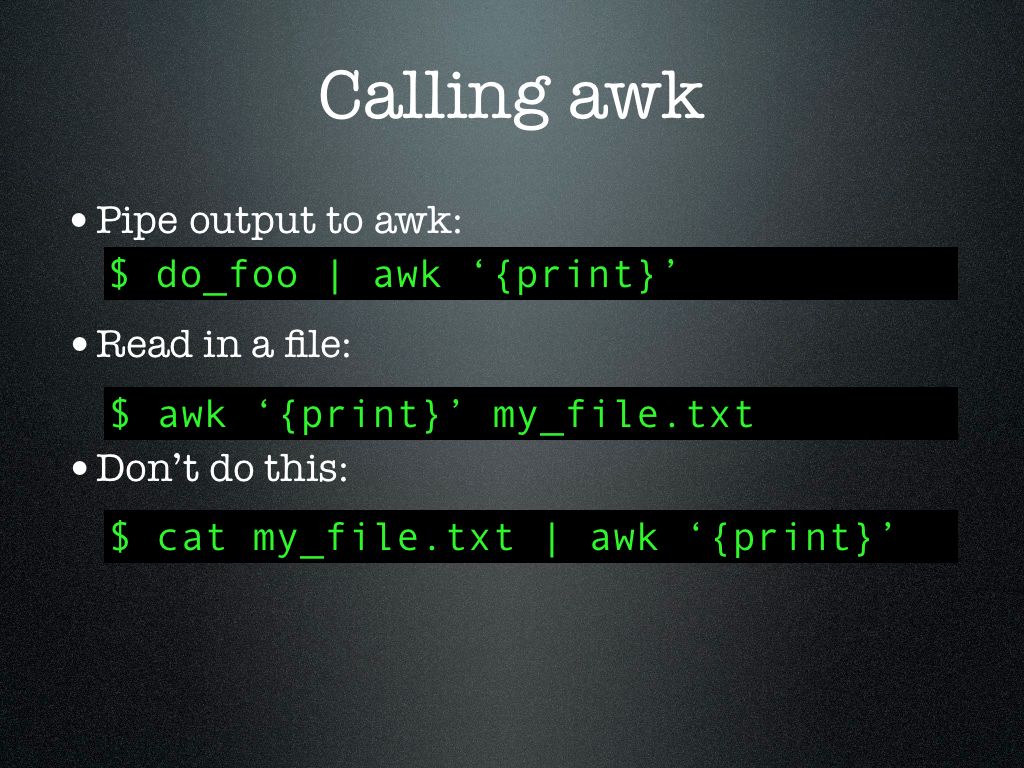 Calling awk
• Pipe output to awk:
$ do_foo | awk ‘{print}’
• Read in a file:
$ awk ‘{print}’ my_file.txt
• Don’t do this:
$ cat my_file.txt | awk ‘{print}’